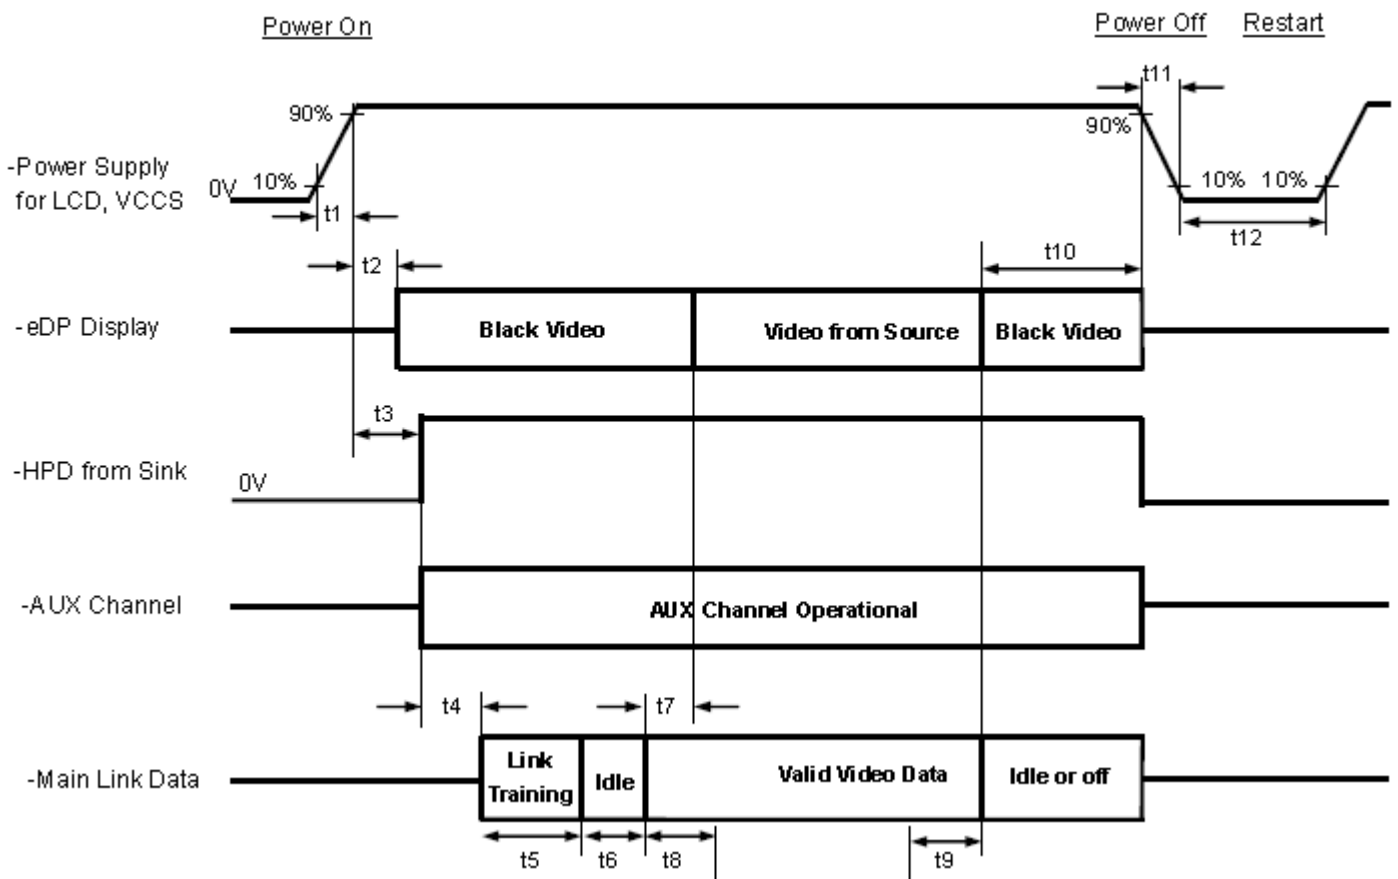 Power On
Power Off
Restart
t11
90%
90%
-Power Supply
for LCD, VCCS
0V
10%
10%
10%
t1
t12
t2
t10
-eDP Display
Black Video
Video from Source
Black Video
t3
-HPD from Sink
0V
-AUX Channel
AUX Channel Operational
t4
t7
-Main Link Data
Link
Training
Idle
Valid Video Data
Idle or off
t5
t6
t8
t9